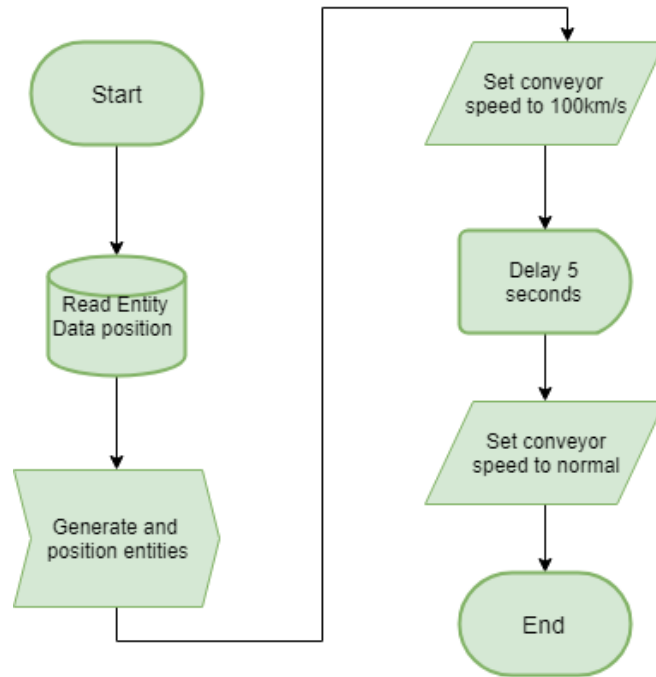 Start
Read Entity
Data position
Generate and
position entities
Set conveyor
speed to 100km/s
Delay 5
seconds
Set conveyor
speed to normal
End